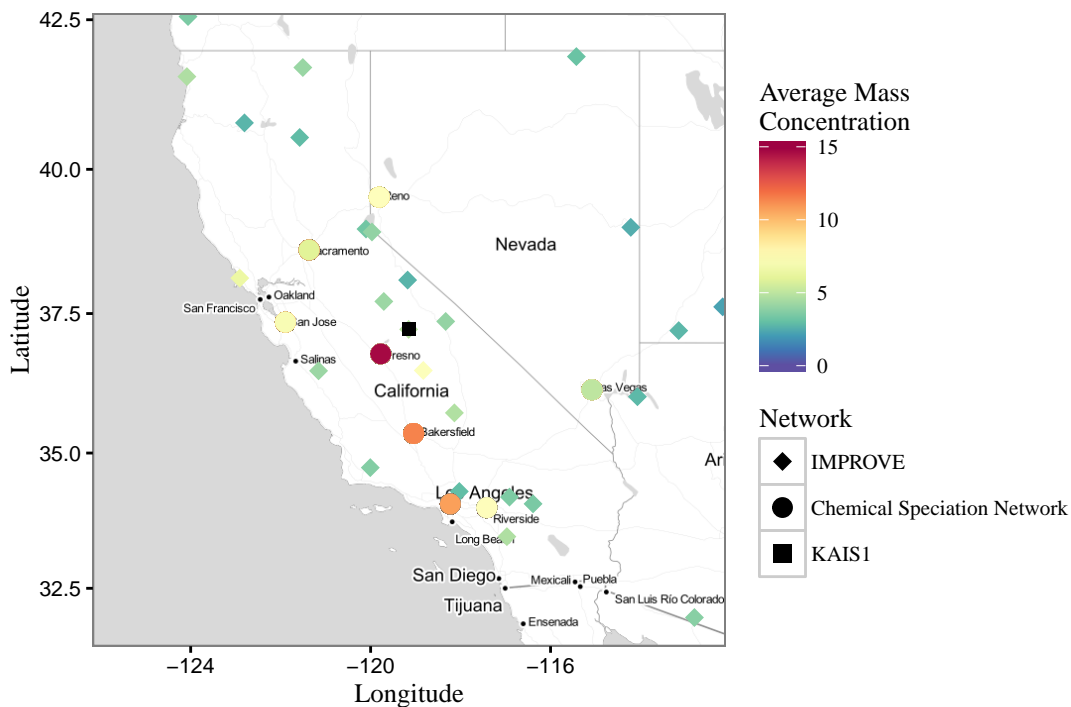 42.5
40.0
37.5
35.0
32.5
Latitude
−124
−120
−116
Longitude
Reno
Nevada
Sacramento
Oakland
San Francisco
San Jose
Salinas
Fresno
California
Las Vegas
Bakersfield
Ari
Los Angeles
Riverside
Long Beach
San Diego
Mexicali
Puebla
Tijuana
San Luis Río Colorado
Ensenada
Average Mass
Concentration
15
10
5
0
Network
IMPROVE
Chemical Speciation Network
KAIS1